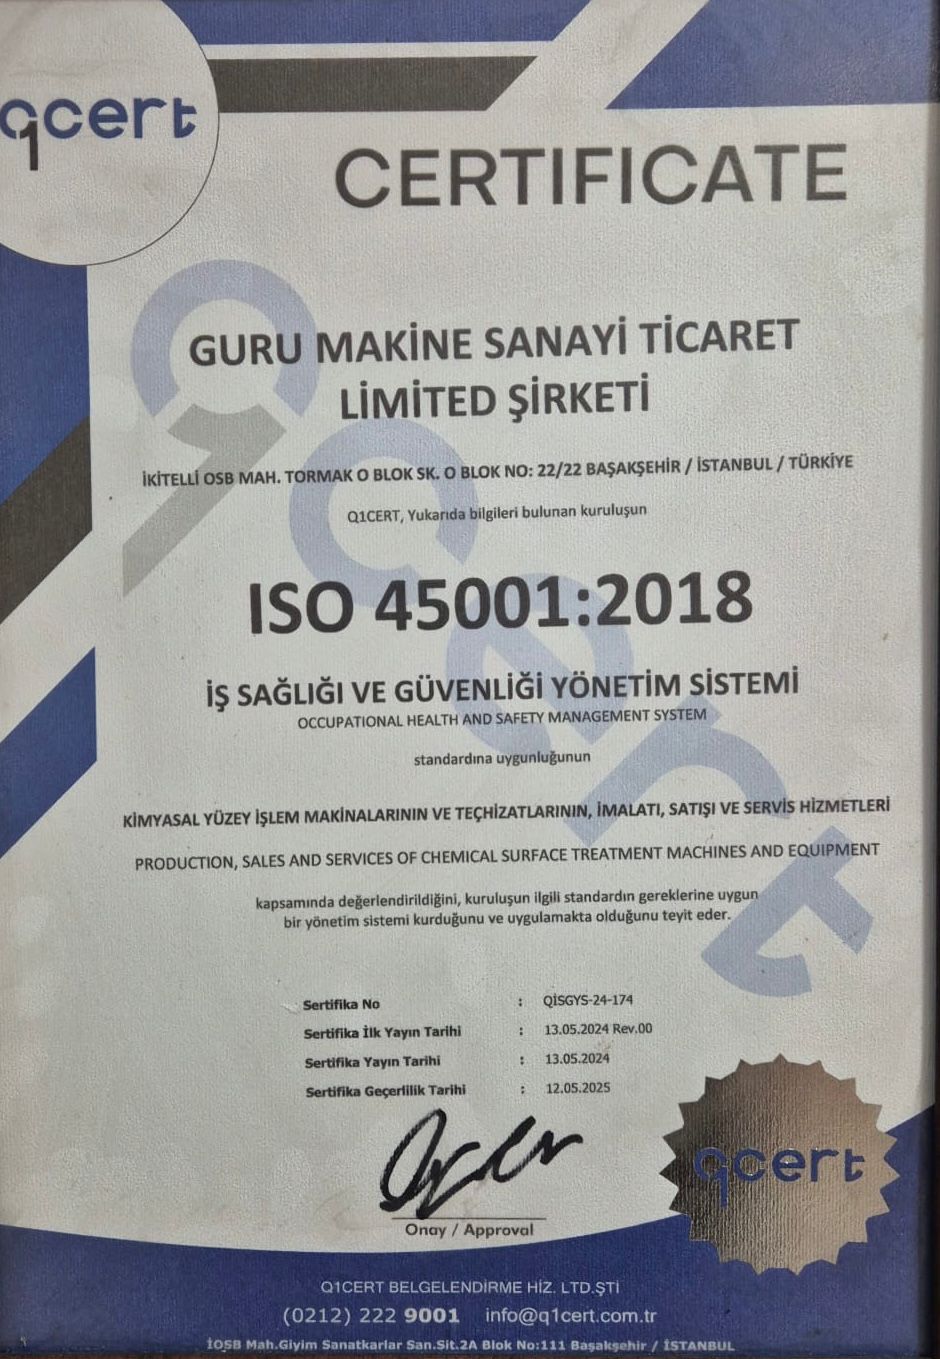 q1cert
CERTIFICATE
GURU MAKİNE SANAYİ TİCARET
LİMİTED ŞİRKETİ
İKİTELLİ OSB MAH. TORMAK O BLOK SK. O BLOK NO: 22/22 BAŞAKŞEHİR / İSTANBUL / TÜRKİYE
Q1CERT, Yukarıda bilgileri bulunan kuruluşun
ISO 45001:2018
İŞ SAĞLIĞI VE GÜVENLİĞİ YÖNETİM SİSTEMİ
OCCUPATIONAL HEALTH AND SAFETY MANAGEMENT SYSTEM
standardına uygunluğunun
KİMYASAL YÜZEY İŞLEM MAKİNALARININ VE TEÇHİZATLARININ, İMALATI, SATIŞI VE SERVİS HİZMETLERİ
PRODUCTION, SALES AND SERVICES OF CHEMICAL SURFACE TREATMENT MACHINES AND EQUIPMENT
kapsamında değerlendirildiğini, kuruluşun ilgili standardın gereklerine uygun
bir yönetim sistemi kurduğunu ve uygulamakta olduğunu teyit eder.
Sertifika No : QİSGYS-24-174
Sertifika İlk Yayın Tarihi : 13.05.2024 Rev.00
Sertifika Yayın Tarihi : 13.05.2024
Sertifika Geçerlilik Tarihi : 12.05.2025
Onay / Approval
qcert
Q1CERT BELGELENDİRME HİZ. LTD.ŞTİ
(0212) 222 9001 info@q1cert.com.tr
İOSB Mah.Giyim Sanatkarlar San.Sit.2A Blok No:111 Başakşehir / İSTANBUL